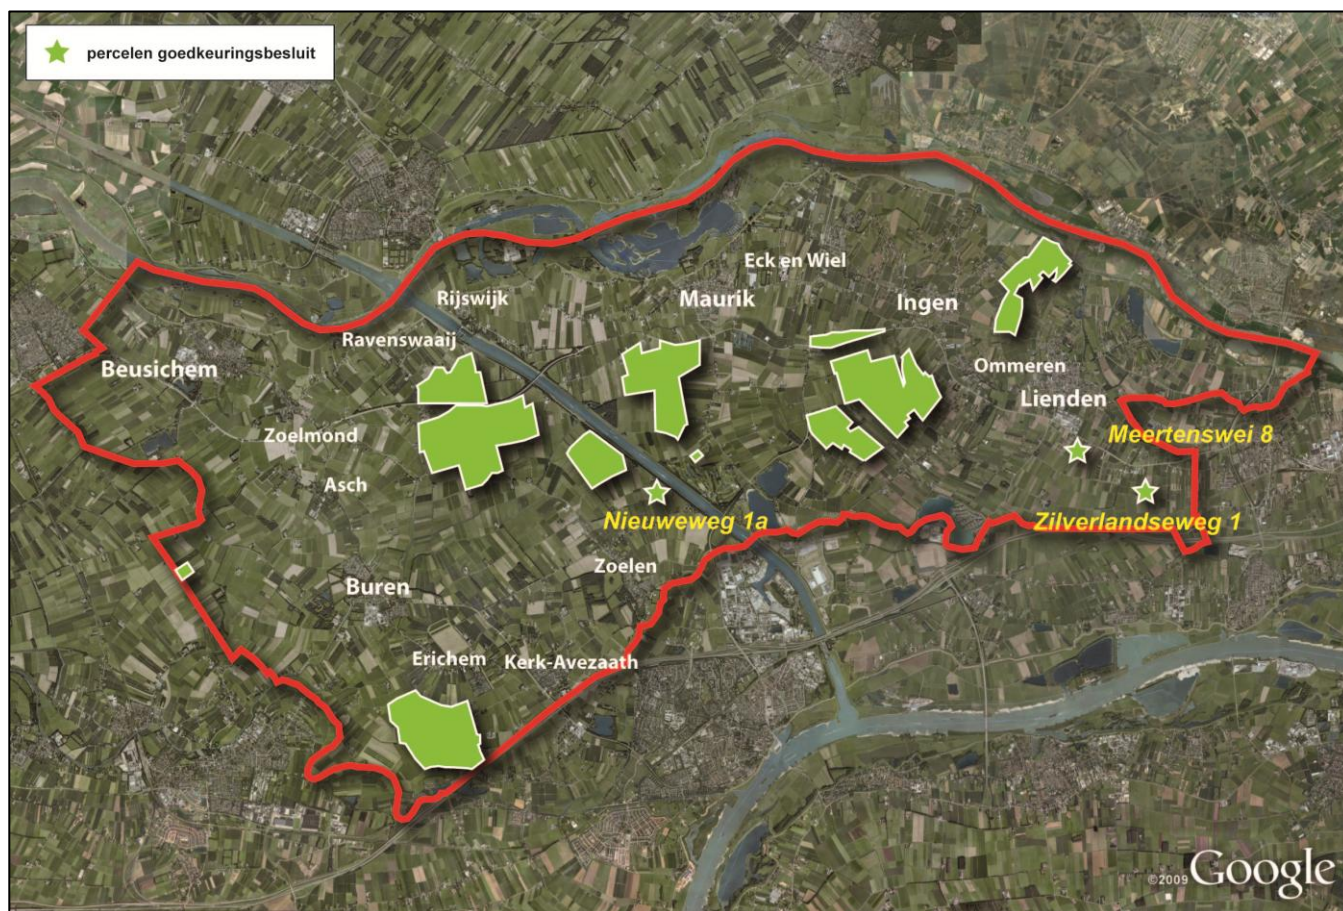 percelen goedkeuringsbesluit
Eck en Wiel
Rijswijk
Maurik
Ingen
Ravenswaaij
Beusichem
Ommeren
Lienden
Zoelmond
Meertenswei 8
Asch
Nieuweweg 1a
Zilverlandseweg 1
Zoelen
Buren
Erichem
Kerk-Avezaath
©2009 Google